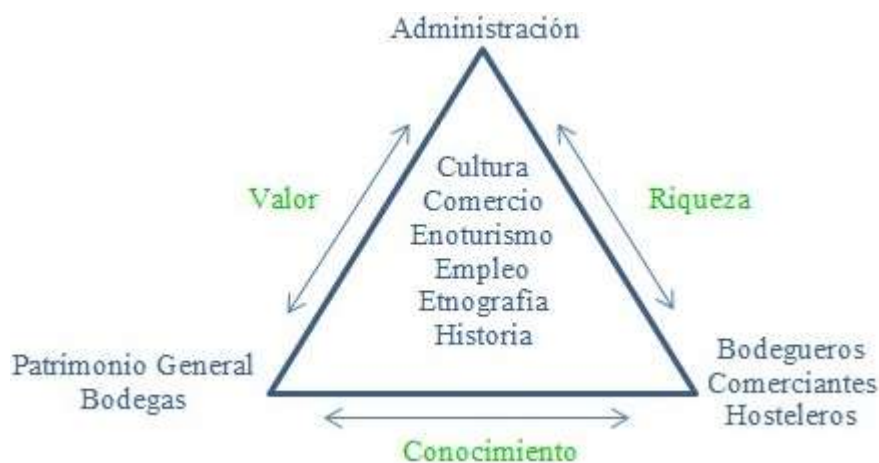 Administración
Valor
Cultura
Comercio
Enoturismo
Empleo
Etnografia
Historia
Riqueza
Patrimonio General
Bodegas
Bodegueros
Comerciantes
Hosteleros
Conocimiento